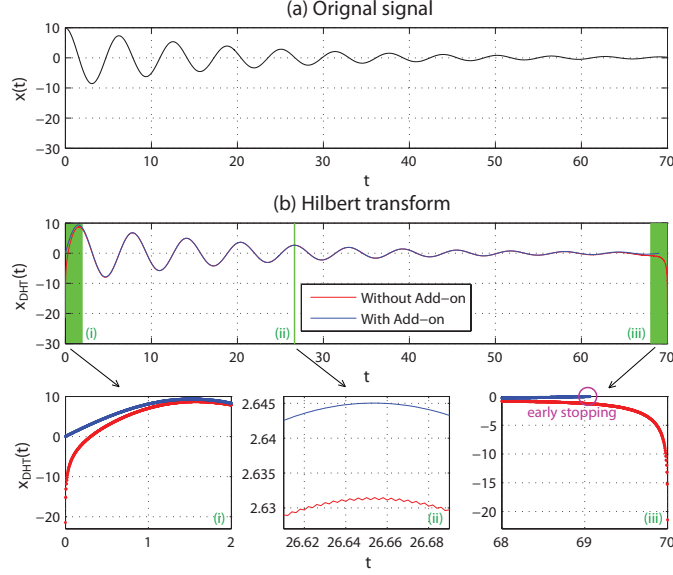 (a) Orignal signal
10
0
−10
−20
−30
x(t)
0 10 20 30 40 50 60 70
t
(b) Hilbert transform
10
0
−10
−20
−30
xDHT(t)
Without Add−on
With Add−on
(i) (ii) (iii)
0 10 20 30 40 50 60 70
t
10
0
−10
−20
xDHT(t)
(i)
0 1 2
t
2.645
2.64
2.635
2.63
(ii)
26.62 26.64 26.66 26.68
t
0
−5
−10
−15
−20
early stopping
(iii)
68 69 70
t